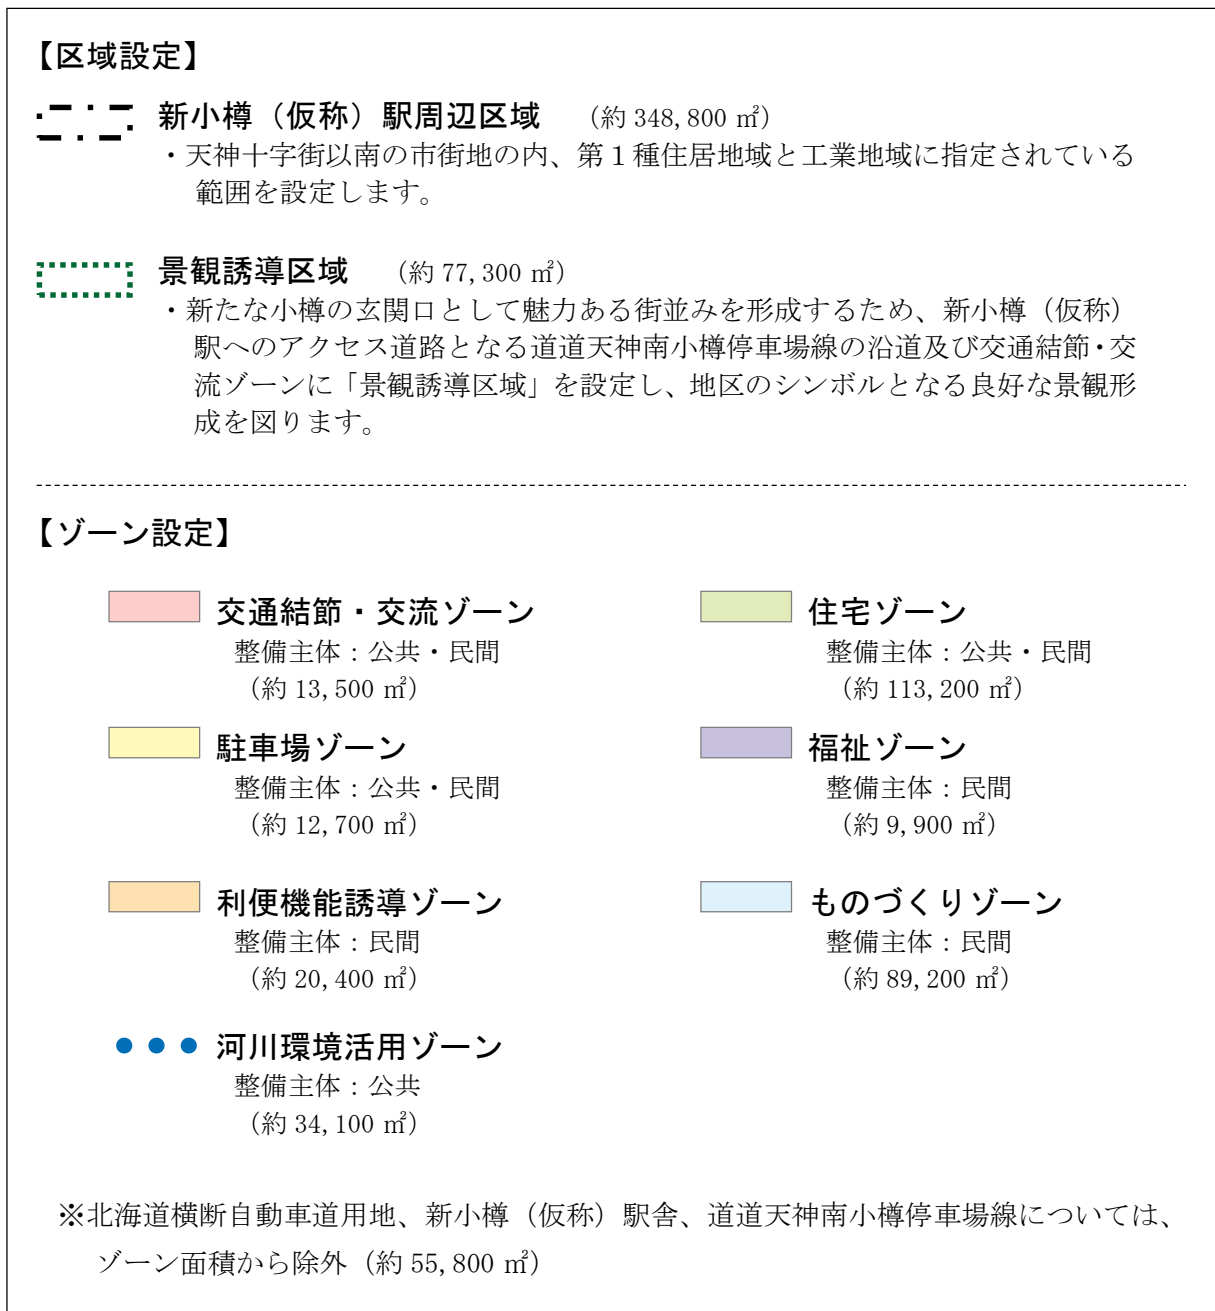 【区域設定】
新小樽（仮称）駅周辺区域 （約 348,800 ㎡）
・天神十字街以南の市街地の内、第１種住居地域と工業地域に指定されている
範囲を設定します。
景観誘導区域 （約 77,300 ㎡）
・新たな小樽の玄関口として魅力ある街並みを形成するため、新小樽（仮称）
駅へのアクセス道路となる道道天神南小樽停車場線の沿道及び交通結節・交
流ゾーンに「景観誘導区域」を設定し、地区のシンボルとなる良好な景観形
成を図ります。
【ゾーン設定】
交通結節・交流ゾーン
整備主体：公共・民間
（約 13,500 ㎡）
住宅ゾーン
整備主体：公共・民間
（約 113,200 ㎡）
駐車場ゾーン
整備主体：公共・民間
（約 12,700 ㎡）
福祉ゾーン
整備主体：民間
（約 9,900 ㎡）
利便機能誘導ゾーン
整備主体：民間
（約 20,400 ㎡）
ものづくりゾーン
整備主体：民間
（約 89,200 ㎡）
河川環境活用ゾーン
整備主体：公共
（約 34,100 ㎡）
※北海道横断自動車道用地、新小樽（仮称）駅舎、道道天神南小樽停車場線については、
ゾーン面積から除外（約 55,800 ㎡）